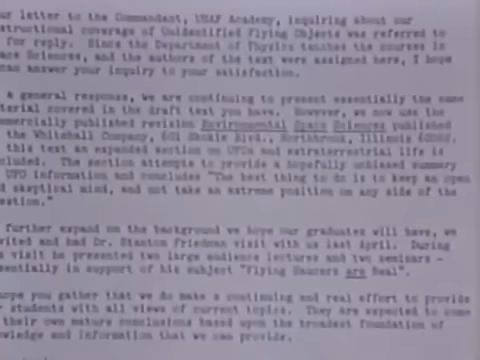 ur letter to the Commandant, USAF Academy, inquiring about our
structional coverage of Unidentified Flying Objects was referred to
for reply. Since the Department of Physics teaches the courses in
ace Sciences, and the authors of the text were assigned here, I hope
can answer your inquiry to your satisfaction.
A general response, we are continuing to present essentially the same
terial covered in the draft text you have. However, we now use the
mmercially published revision Environmental Space Sciences published
the Whitehall Company, 601 Skokie Blvd., Northbrook, Illinois 60062.
this text an expanded section on UFOs and extraterrestrial life is
cluded. The section attempts to provide a hopefully unbiased summary
UFO information and concludes "The best thing to do is to keep an open
d skeptical mind, and not take an extreme position on any side of the
estion."
further expand on the background we hope our graduates will have, we
vited and had Dr. Stanton Friedman visit with us last April. During
s visit he presented two large audience lectures and two seminars -
sentially in support of his subject "Flying Saucers are Real".
ope you gather that we do make a continuing and real effort to provide
r students with all views of current topics. They are expected to come
their own mature conclusions based upon the broadest foundation of
owledge and information that we can provide.